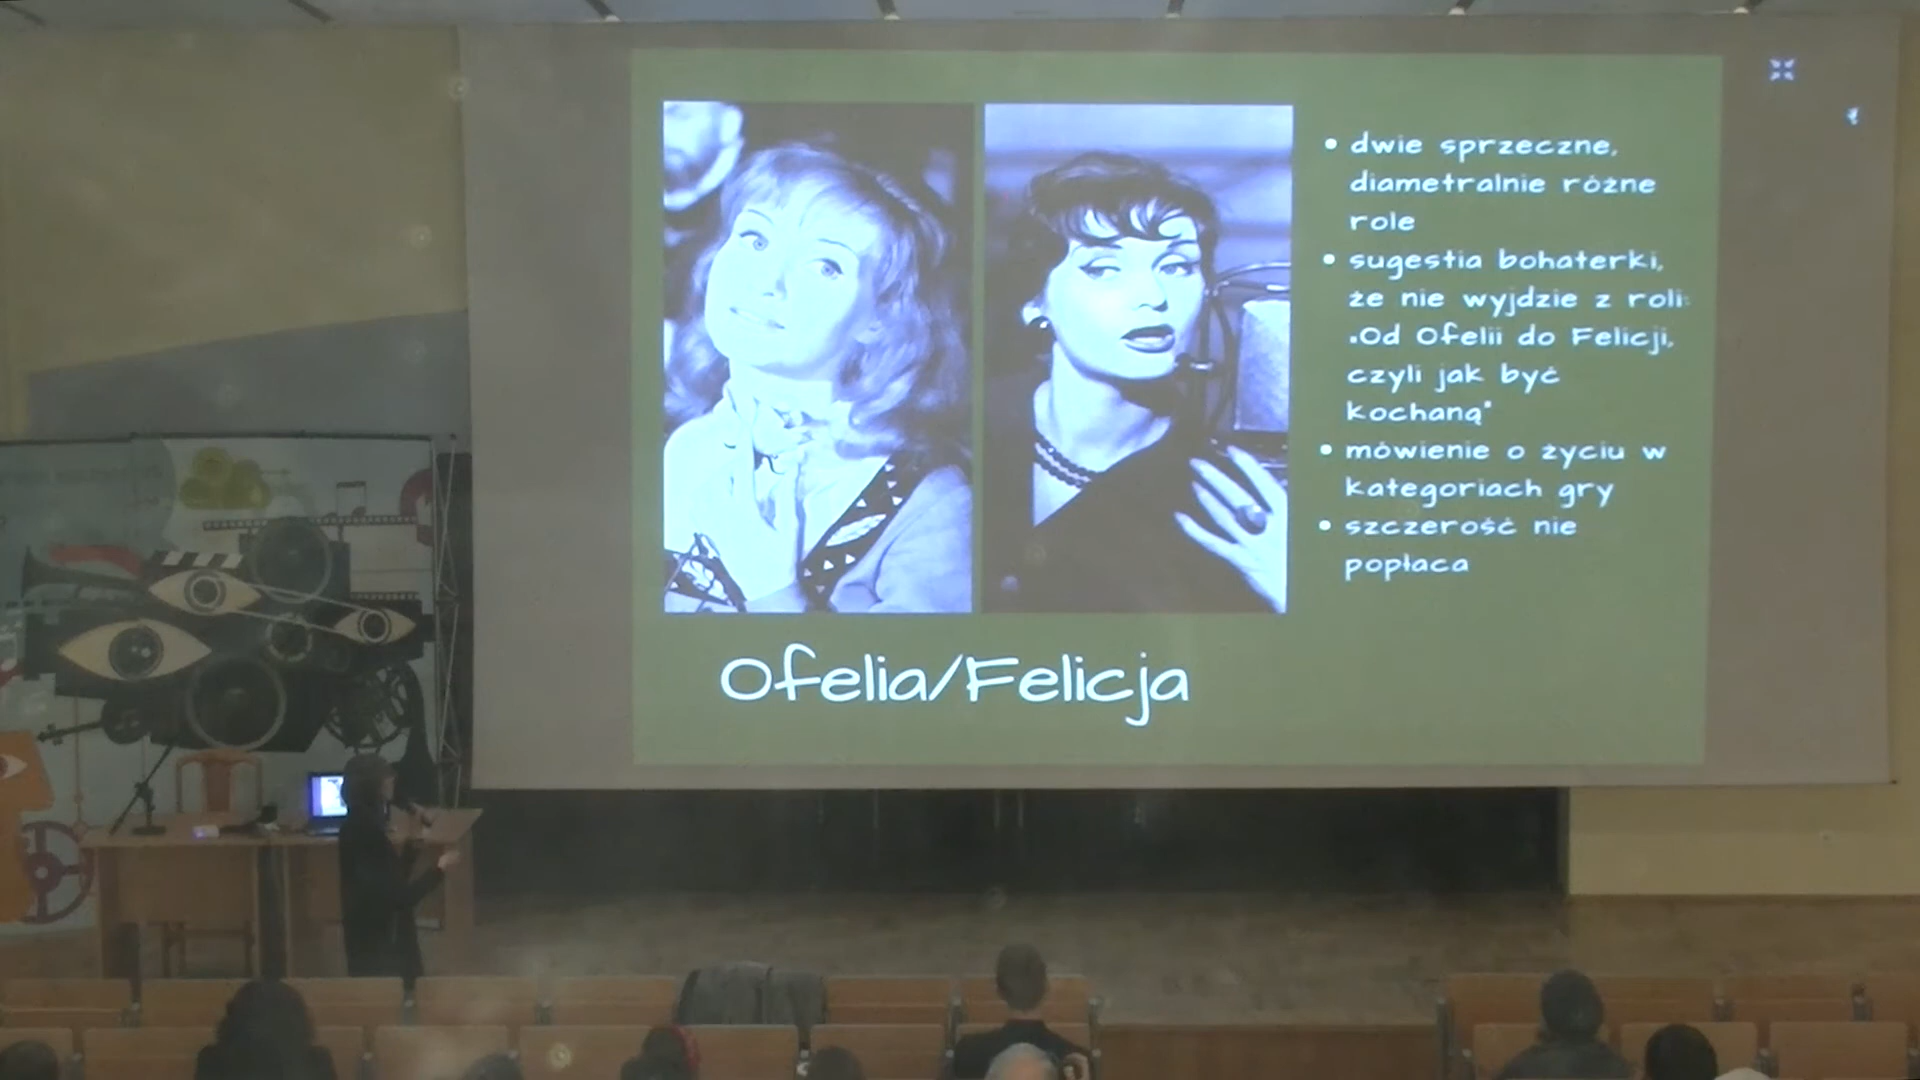 • dwie sprzeczne,
diametralnie różne
role
• sugestia bohaterki,
że nie wyjdzie z roli:
"Od Ofelii do Felicji,
czyli jak być
kochaną"
• mówienie o życiu w
kategoriach gry
• szczerość nie
popłaca
Ofelia/Felicja